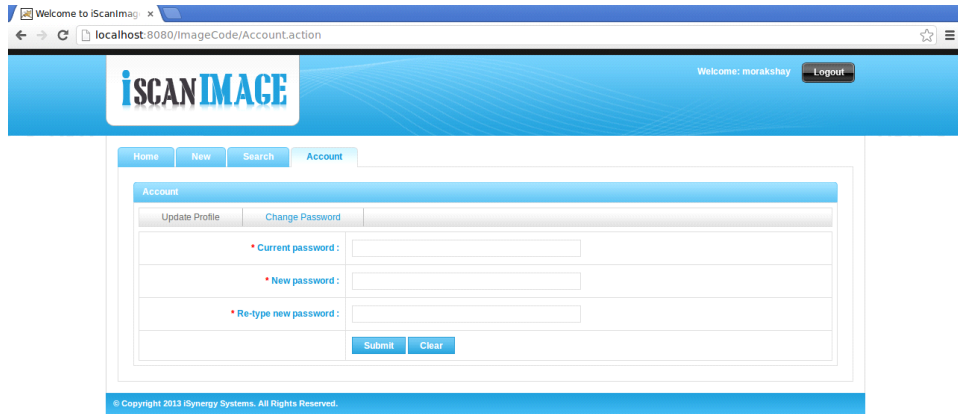 Welcome to iScanImag
localhost:8080/ImageCode/Account.action
iSCANIMAGE
Welcome: morakshay
Logout
Home New Search Account
Account
Update Profile Change Password
* Current password :
* New password :
* Re-type new password :
Submit Clear
© Copyright 2013 iSynergy Systems. All Rights Reserved.